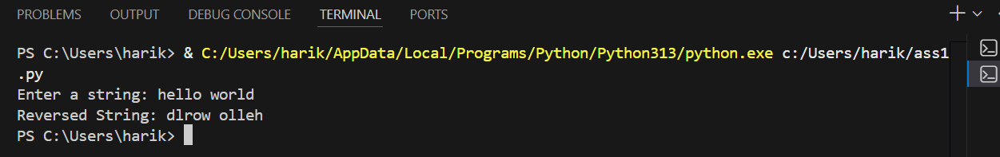 PROBLEMS OUTPUT DEBUG CONSOLE TERMINAL PORTS
PS C:\Users\harik> & C:/Users/harik/AppData/Local/Programs/Python/Python313/python.exe c:/Users/harik/ass1
.py
Enter a string: hello world
Reversed String: dlrow olleh
PS C:\Users\harik>